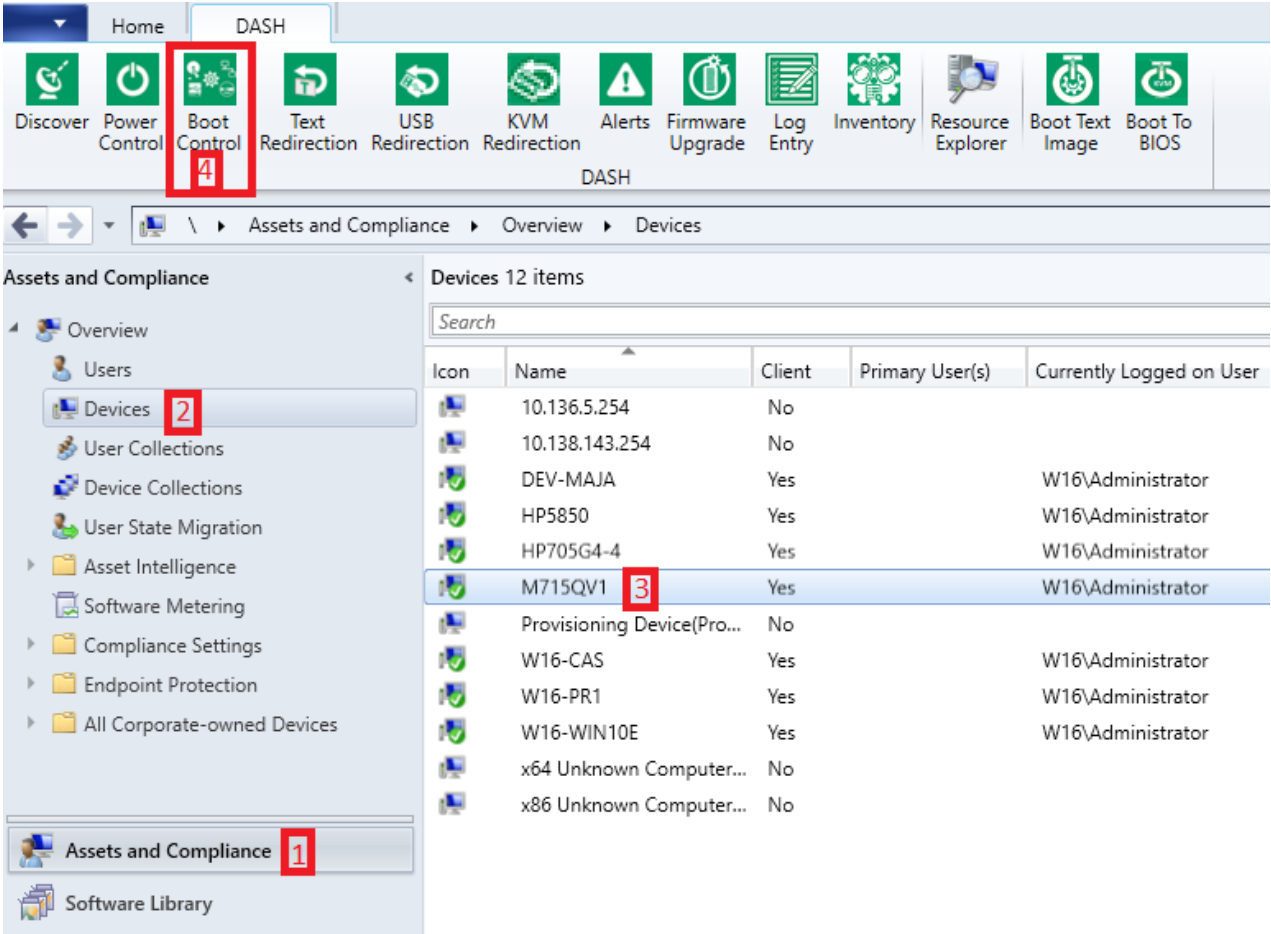 Home DASH
Discover Power Control Boot Control Text Redirection USB Redirection KVM Redirection Alerts Firmware Upgrade Log Entry Inventory Resource Explorer Boot Text Image Boot To BIOS
4
DASH
\ Assets and Compliance Overview Devices
Assets and Compliance
Overview
Users
Devices 2
User Collections
Device Collections
User State Migration
Asset Intelligence
Software Metering
Compliance Settings
Endpoint Protection
All Corporate-owned Devices
Assets and Compliance 1
Software Library
Devices 12 items
Search
Icon Name Client Primary User(s) Currently Logged on User
10.136.5.254 No
10.138.143.254 No
DEV-MAJA Yes W16\Administrator
HP5850 Yes W16\Administrator
HP705G4-4 Yes W16\Administrator
M715QV1 3 Yes W16\Administrator
Provisioning Device(Pro... No
W16-CAS Yes W16\Administrator
W16-PR1 Yes W16\Administrator
W16-WIN10E Yes W16\Administrator
x64 Unknown Computer... No
x86 Unknown Computer... No